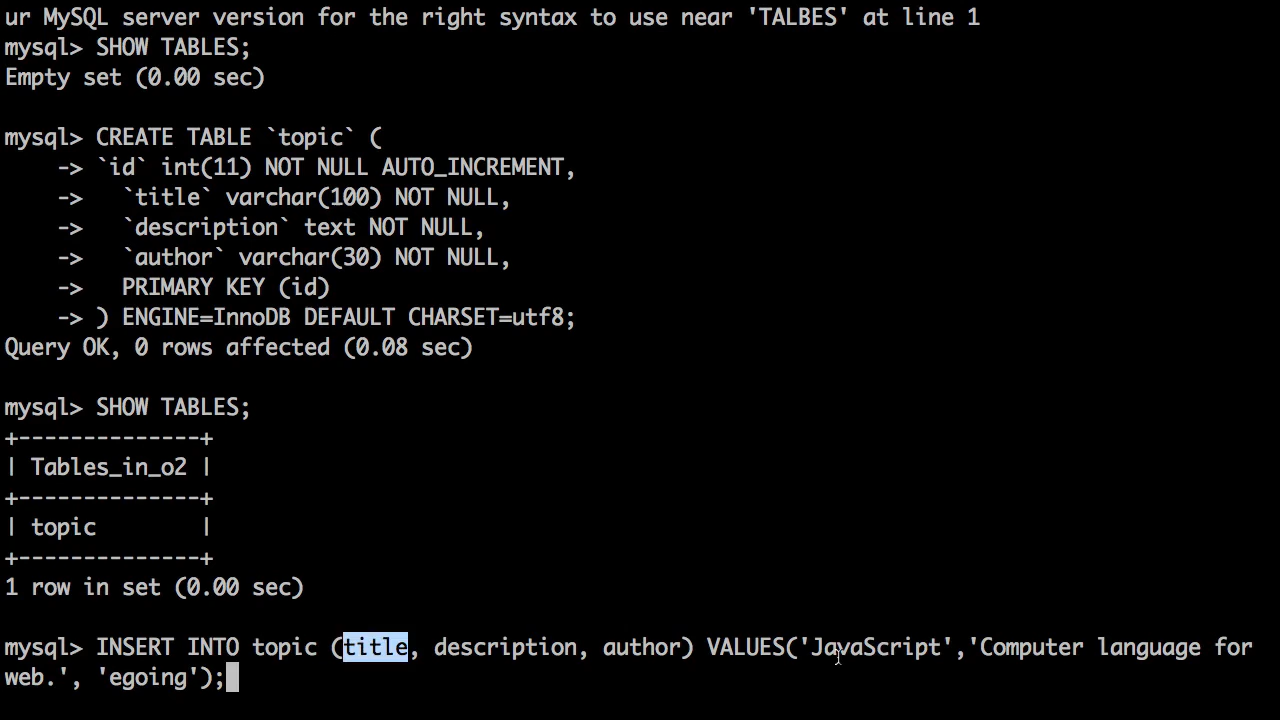 ur MySQL server version for the right syntax to use near 'TALBES' at line 1
mysql> SHOW TABLES;
Empty set (0.00 sec)
mysql> CREATE TABLE `topic` (
    -> `id` int(11) NOT NULL AUTO_INCREMENT,
    ->   `title` varchar(100) NOT NULL,
    ->   `description` text NOT NULL,
    ->   `author` varchar(30) NOT NULL,
    ->   PRIMARY KEY (id)
    -> ) ENGINE=InnoDB DEFAULT CHARSET=utf8;
Query OK, 0 rows affected (0.08 sec)
mysql> SHOW TABLES;
+--------------+
| Tables_in_o2 |
+--------------+
| topic        |
+--------------+
1 row in set (0.00 sec)
mysql> INSERT INTO topic (title, description, author) VALUES('JavaScript','Computer language for
web.', 'egoing');